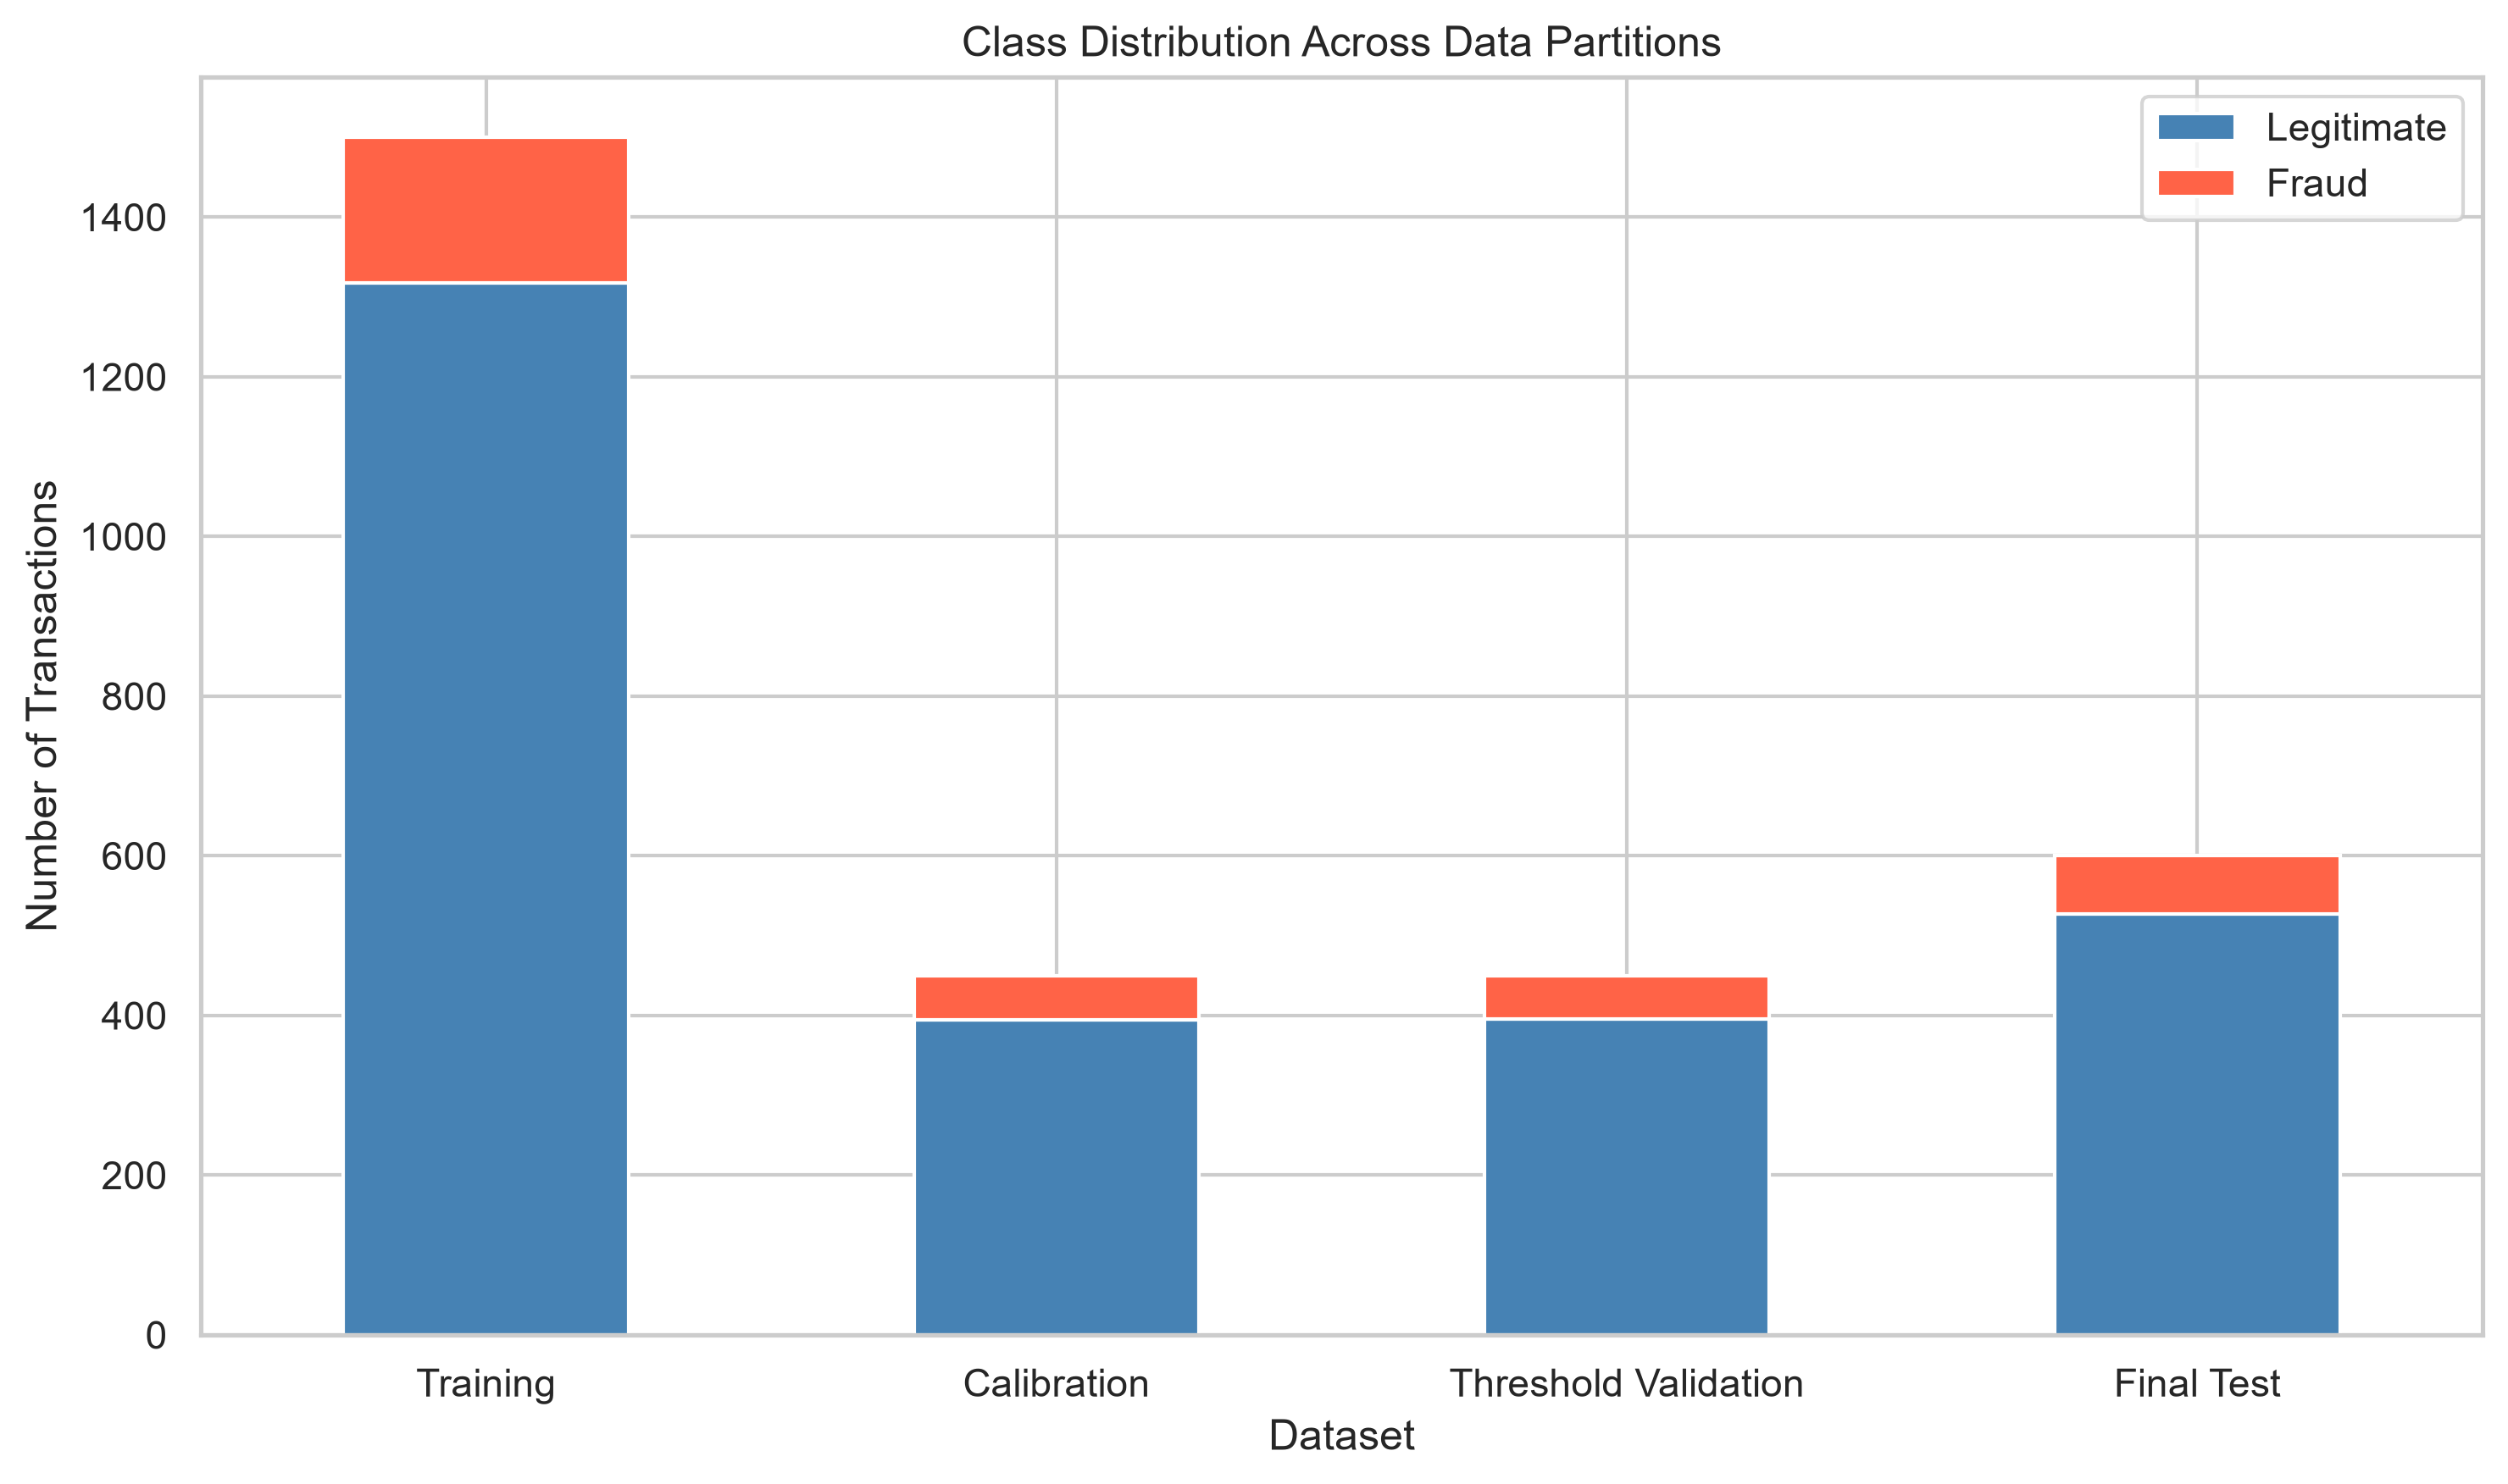 Class Distribution Across Data Partitions
Legitimate
Fraud
Number of Transactions
1400
1200
1000
800
600
400
200
0
Training
Calibration
Threshold Validation
Final Test
Dataset